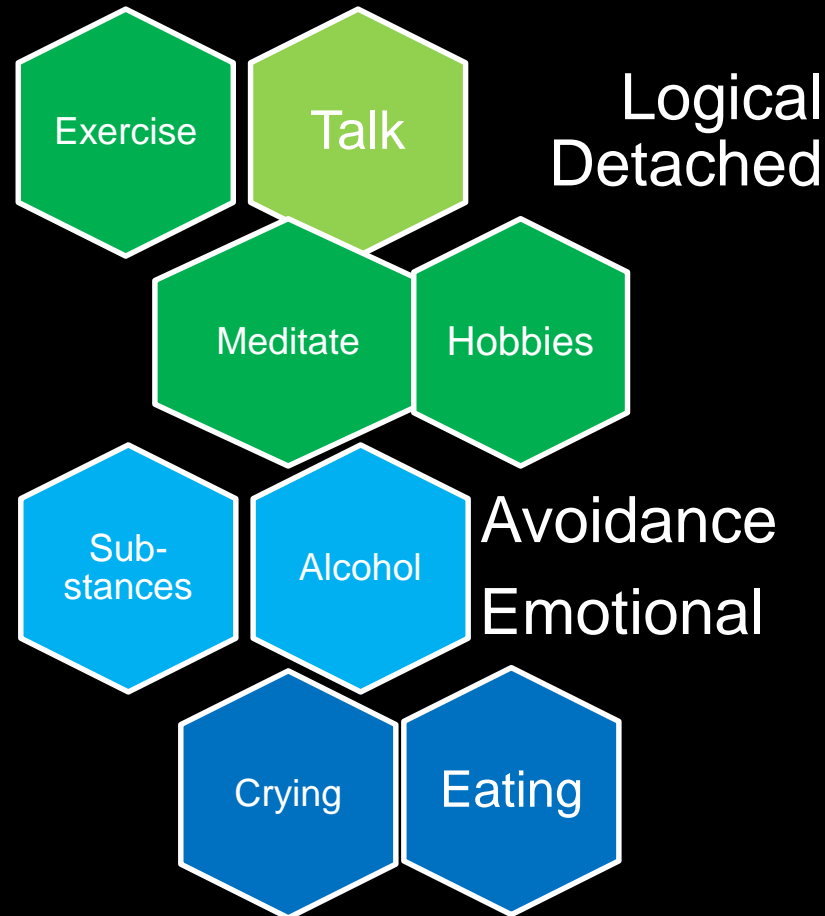 Exercise
Talk
Logical
Detached
Meditate
Hobbies
Sub-
stances
Alcohol
Avoidance
Emotional
Crying
Eating